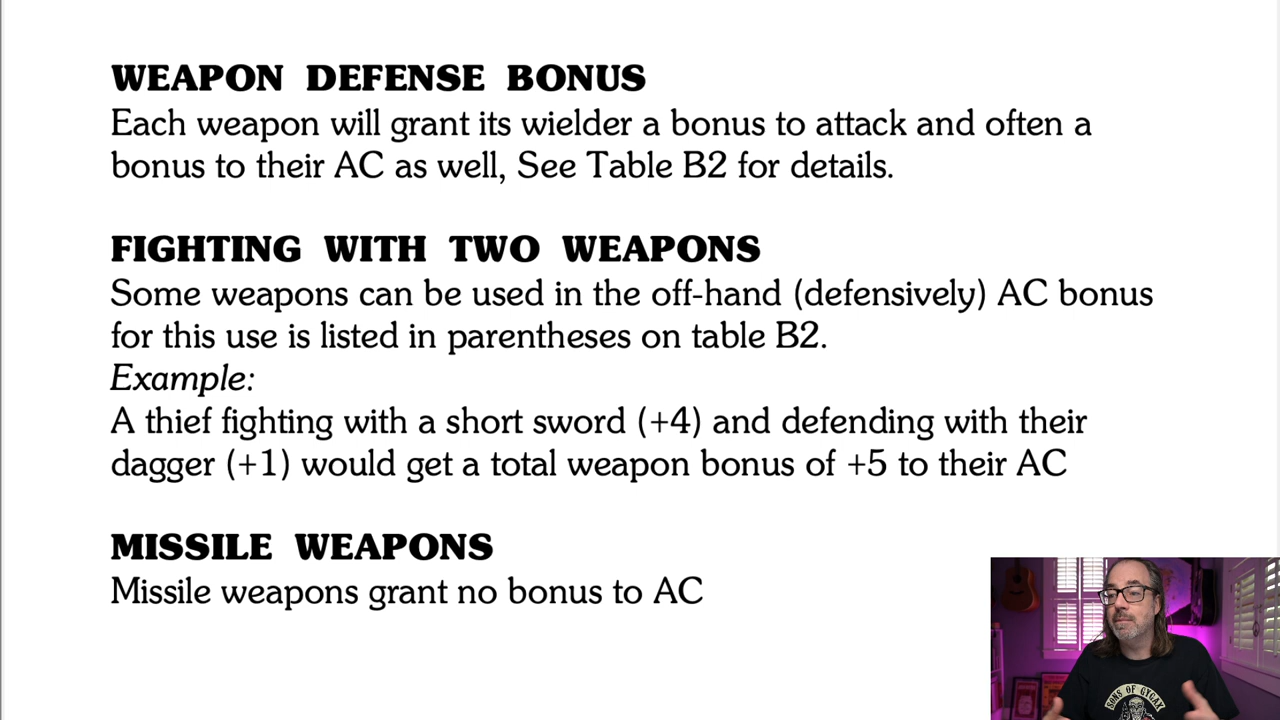 WEAPON DEFENSE BONUS
Each weapon will grant its wielder a bonus to attack and often a
bonus to their AC as well, See Table B2 for details.
FIGHTING WITH TWO WEAPONS
Some weapons can be used in the off-hand (defensively) AC bonus
for this use is listed in parentheses on table B2.
Example:
A thief fighting with a short sword (+4) and defending with their
dagger (+1) would get a total weapon bonus of +5 to their AC
MISSILE WEAPONS
Missile weapons grant no bonus to AC
SONS OF GYGAX